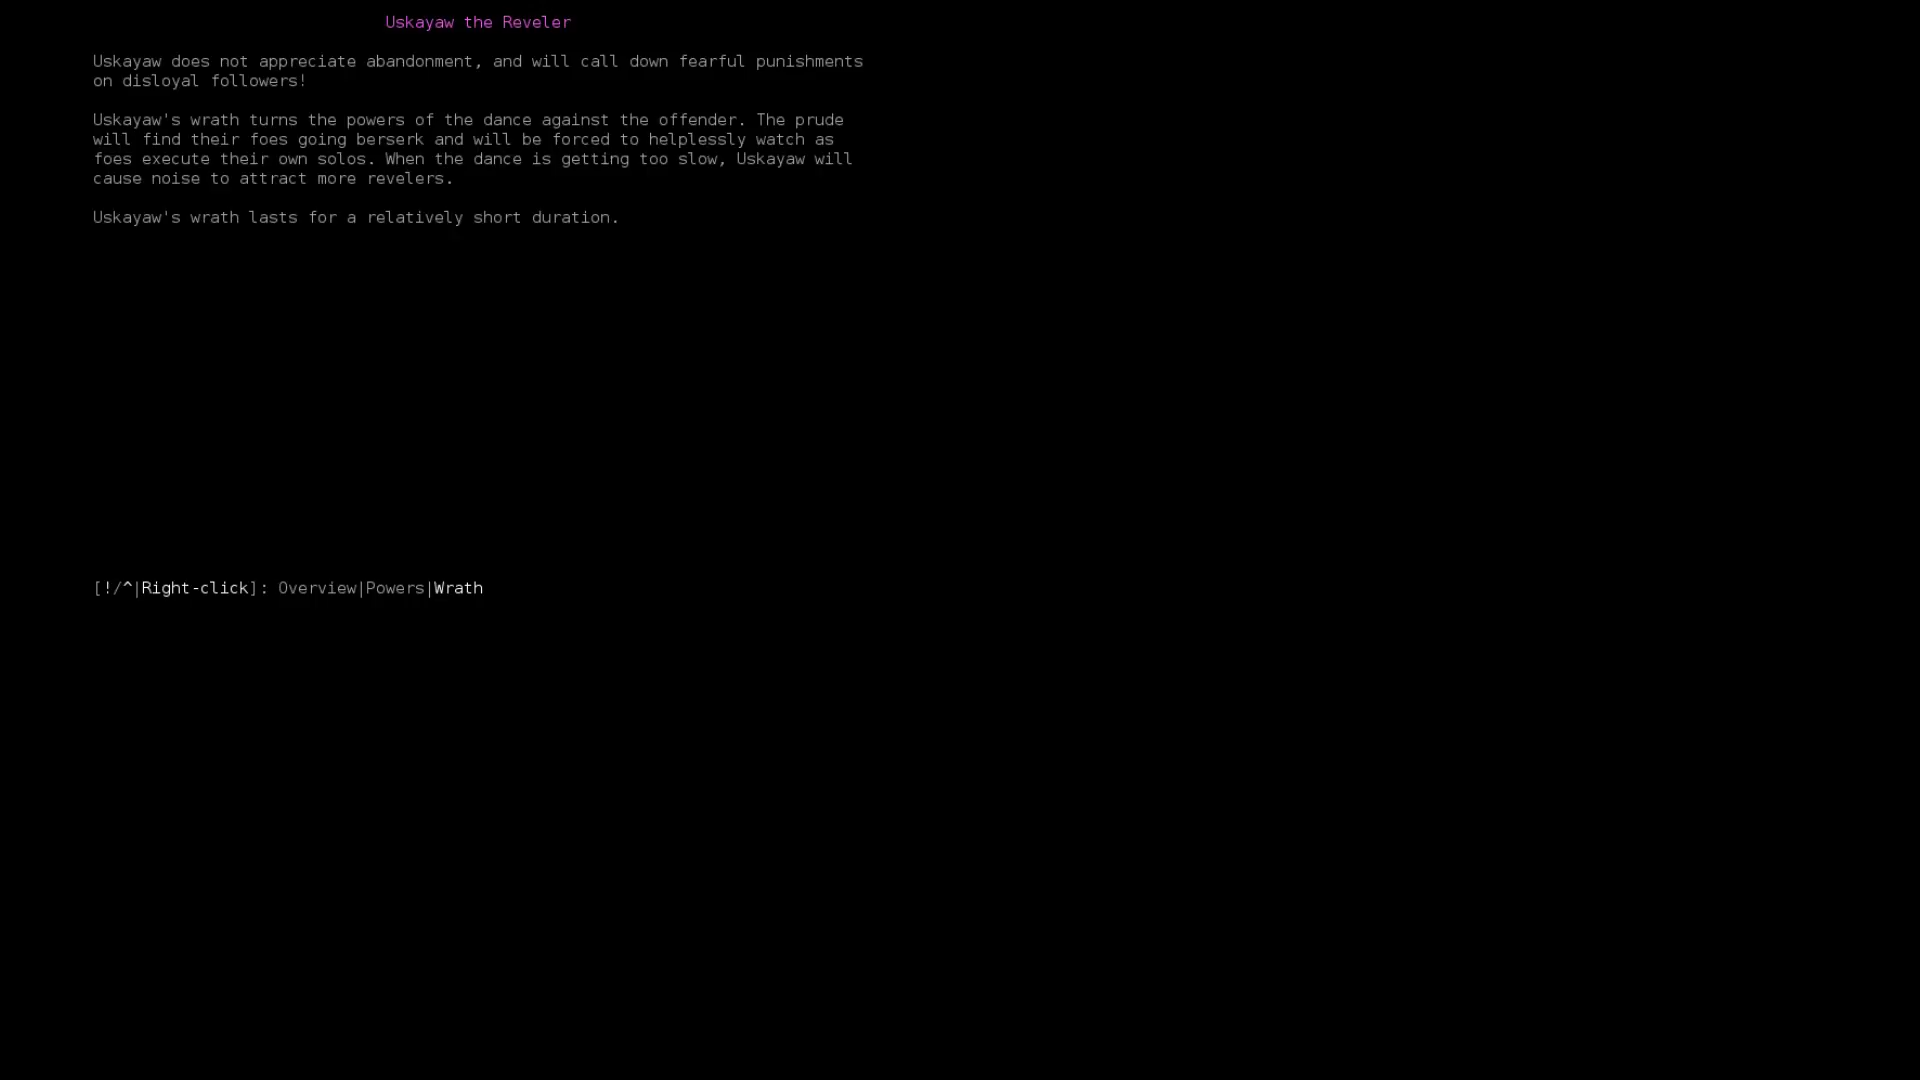 Uskayaw the Reveler
Uskayaw does not appreciate abandonment, and will call down fearful punishments
on disloyal followers!
Uskayaw's wrath turns the powers of the dance against the offender. The prude
will find their foes going berserk and will be forced to helplessly watch as
foes execute their own solos. When the dance is getting too slow, Uskayaw will
cause noise to attract more revelers.
Uskayaw's wrath lasts for a relatively short duration.
[!/^|Right-click]: Overview|Powers|Wrath